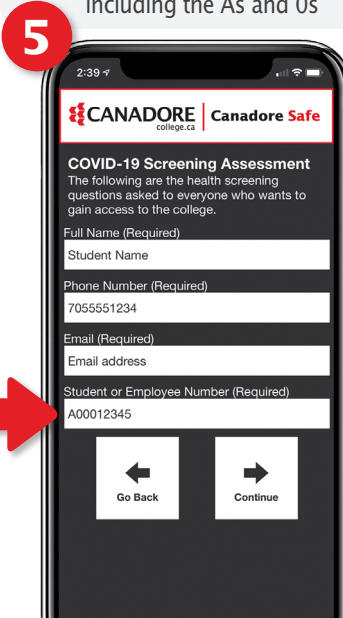 including the As and 0s
5
2:39
CANADORE
college.ca
Canadore Safe
COVID-19 Screening Assessment
The following are the health screening
questions asked to everyone who wants to
gain access to the college.
Full Name (Required)
Student Name
Phone Number (Required)
7055551234
Email (Required)
Email address
Student or Employee Number (Required)
A00012345
Go Back
Continue